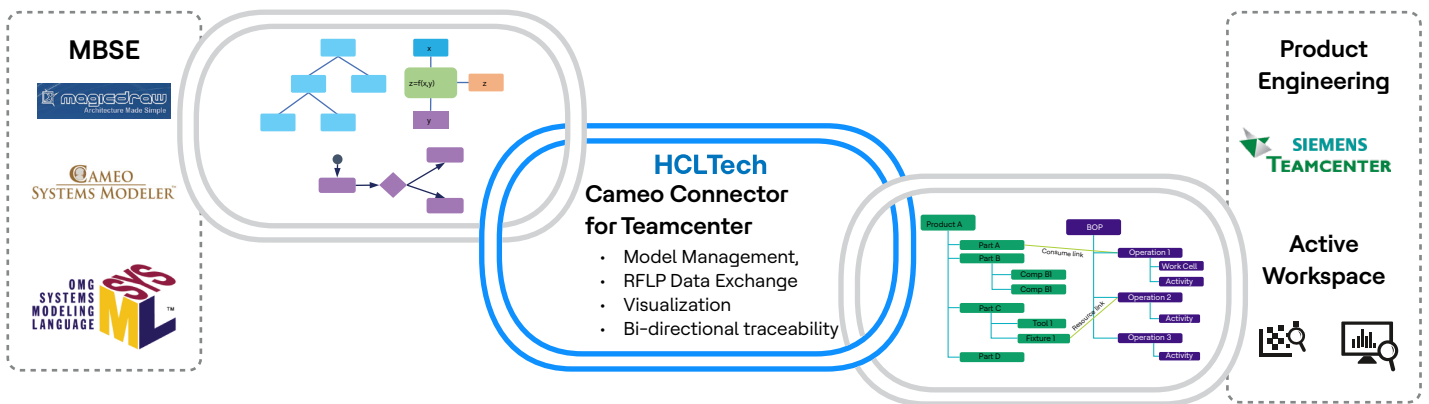 MBSE
magicdraw
Architecture Made Simple
CAMEO
SYSTEMS MODELER™
OMG
SYSTEMS
MODELING
LANGUAGE
SYS
ML™
x
z=f(x,y)
z
y
HCLTech
Cameo Connector
for Teamcenter
• Model Management,
• RFLP Data Exchange
• Visualization
• Bi-directional traceability
Product A
Part A
Part B
Comp BI
Comp BI
Part C
Tool 1
Fixture 1
Part D
Consume link
Resource link
BOP
Operation 1
Work Cell
Activity
Operation 2
Activity
Operation 3
Activity
Product
Engineering
SIEMENS
TEAMCENTER
Active
Workspace